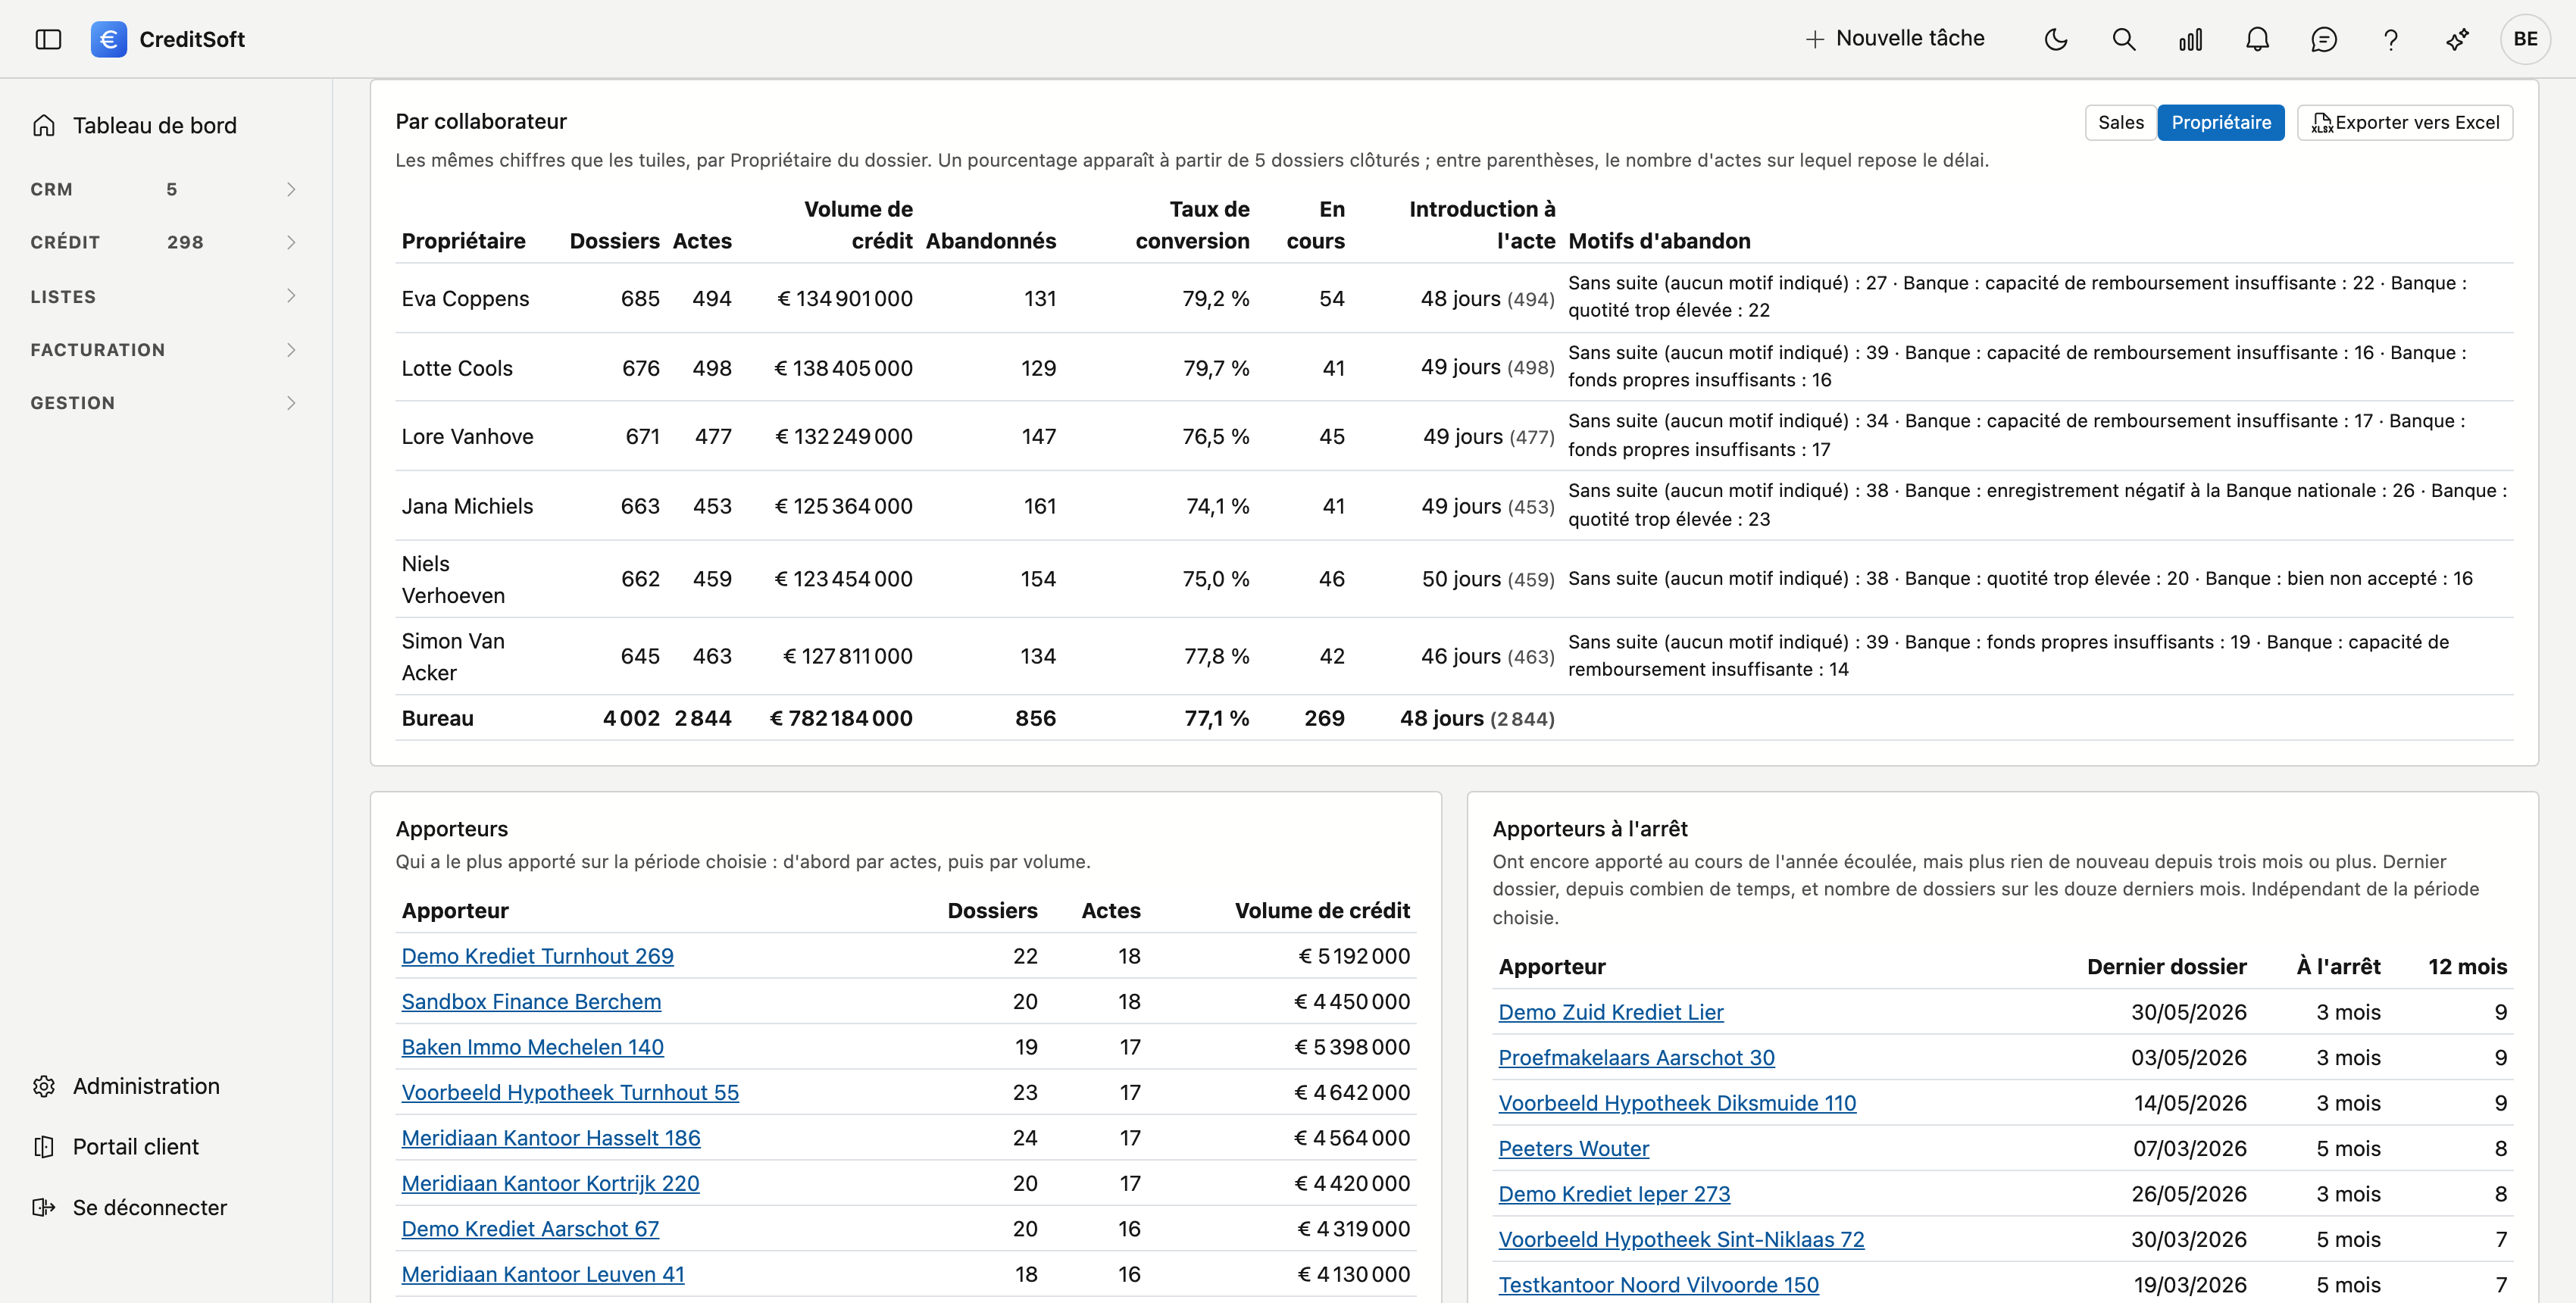 CreditSoft
Nouvelle tâche
BE
Tableau de bord
CRM 5
CRÉDIT 298
LISTES
FACTURATION
GESTION
Administration
Portail client
Se déconnecter
Par collaborateur
Sales Propriétaire Exporter vers Excel
Les mêmes chiffres que les tuiles, par Propriétaire du dossier. Un pourcentage apparaît à partir de 5 dossiers clôturés ; entre parenthèses, le nombre d'actes sur lequel repose le délai.
Propriétaire Dossiers Actes Volume de crédit Abandonnés Taux de conversion En cours Introduction à l'acte Motifs d'abandon
Eva Coppens 685 494 € 134 901 000 131 79,2 % 54 48 jours (494) Sans suite (aucun motif indiqué) : 27 · Banque : capacité de remboursement insuffisante : 22 · Banque :
quotité trop élevée : 22
Lotte Cools 676 498 € 138 405 000 129 79,7 % 41 49 jours (498) Sans suite (aucun motif indiqué) : 39 · Banque : capacité de remboursement insuffisante : 16 · Banque :
fonds propres insuffisants : 16
Lore Vanhove 671 477 € 132 249 000 147 76,5 % 45 49 jours (477) Sans suite (aucun motif indiqué) : 34 · Banque : capacité de remboursement insuffisante : 17 · Banque :
fonds propres insuffisants : 17
Jana Michiels 663 453 € 125 364 000 161 74,1 % 41 49 jours (453) Sans suite (aucun motif indiqué) : 38 · Banque : enregistrement négatif à la Banque nationale : 26 · Banque :
quotité trop élevée : 23
Niels Verhoeven 662 459 € 123 454 000 154 75,0 % 46 50 jours (459) Sans suite (aucun motif indiqué) : 38 · Banque : quotité trop élevée : 20 · Banque : bien non accepté : 16
Simon Van Acker 645 463 € 127 811 000 134 77,8 % 42 46 jours (463) Sans suite (aucun motif indiqué) : 39 · Banque : fonds propres insuffisants : 19 · Banque : capacité de
remboursement insuffisante : 14
Bureau 4 002 2 844 € 782 184 000 856 77,1 % 269 48 jours (2 844)
Apporteurs
Qui a le plus apporté sur la période choisie : d'abord par actes, puis par volume.
Apporteur Dossiers Actes Volume de crédit
Demo Krediet Turnhout 269 22 18 € 5 192 000
Sandbox Finance Berchem 20 18 € 4 450 000
Baken Immo Mechelen 140 19 17 € 5 398 000
Voorbeeld Hypotheek Turnhout 55 23 17 € 4 642 000
Meridiaan Kantoor Hasselt 186 24 17 € 4 564 000
Meridiaan Kantoor Kortrijk 220 20 17 € 4 420 000
Demo Krediet Aarschot 67 20 16 € 4 319 000
Meridiaan Kantoor Leuven 41 18 16 € 4 130 000
Apporteurs à l'arrêt
Ont encore apporté au cours de l'année écoulée, mais plus rien de nouveau depuis trois mois ou plus. Dernier
dossier, depuis combien de temps, et nombre de dossiers sur les douze derniers mois. Indépendant de la période
choisie.
Apporteur Dernier dossier À l'arrêt 12 mois
Demo Zuid Krediet Lier 30/05/2026 3 mois 9
Proefmakelaars Aarschot 30 03/05/2026 3 mois 9
Voorbeeld Hypotheek Diksmuide 110 14/05/2026 3 mois 9
Peeters Wouter 07/03/2026 5 mois 8
Demo Krediet Ieper 273 26/05/2026 3 mois 8
Voorbeeld Hypotheek Sint-Niklaas 72 30/03/2026 5 mois 7
Testkantoor Noord Vilvoorde 150 19/03/2026 5 mois 7